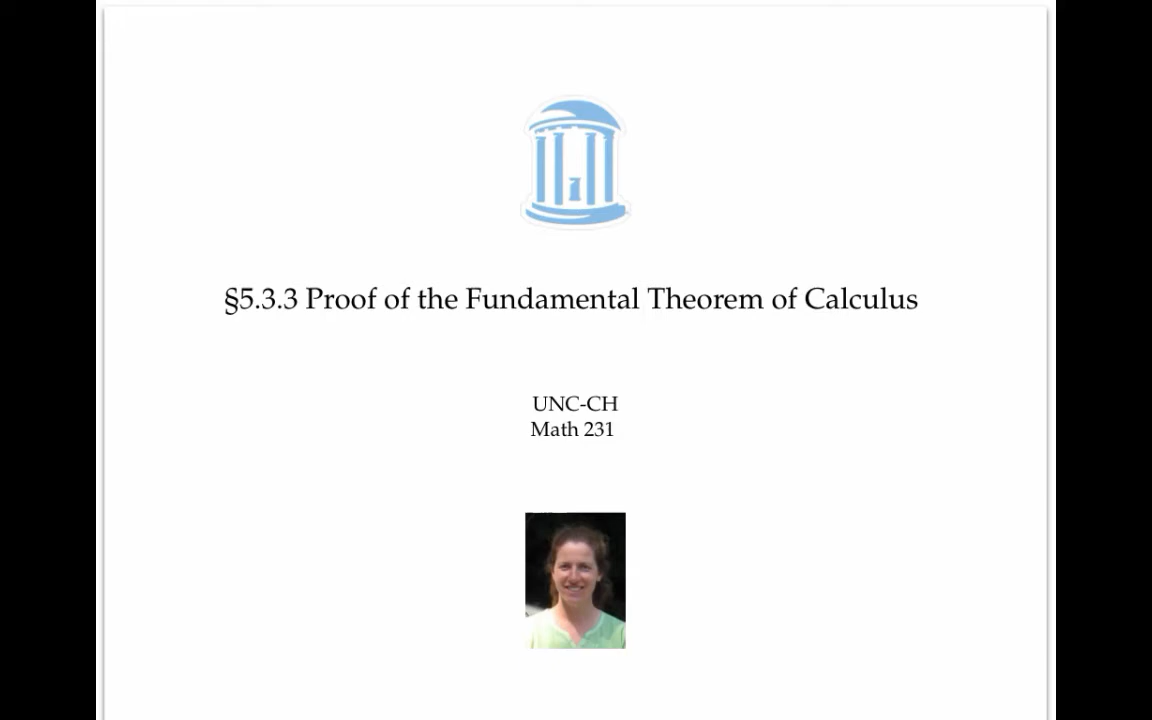 §5.3.3 Proof of the Fundamental Theorem of Calculus
UNC-CH
Math 231